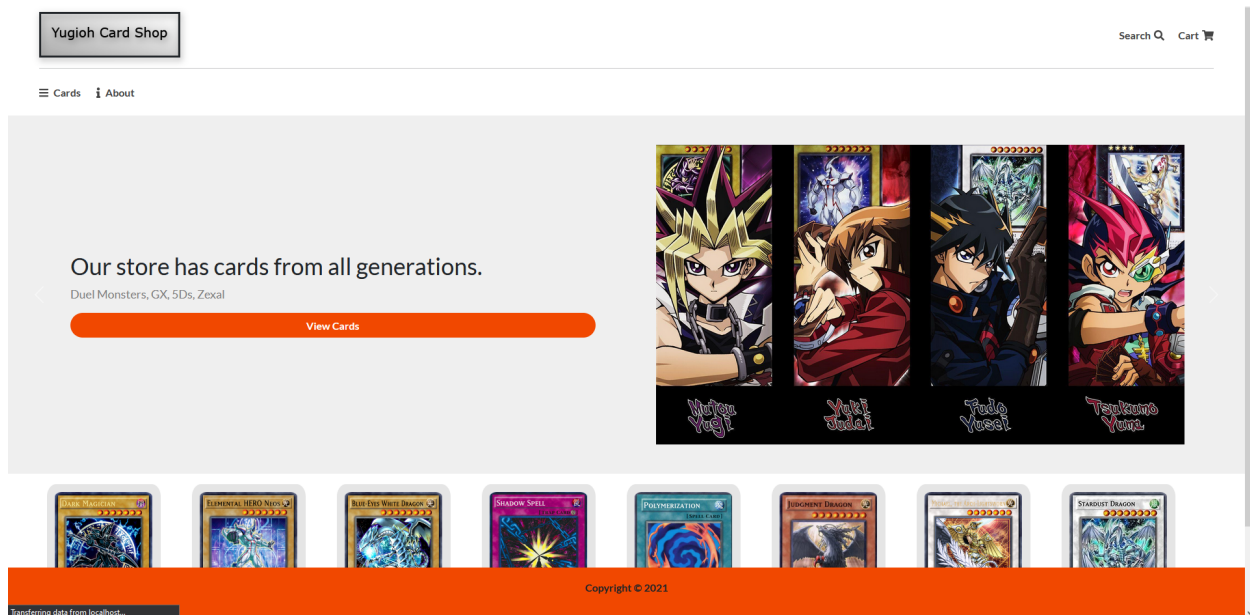 Yugioh Card Shop
Search
Cart
Cards
About
Our store has cards from all generations.
Duel Monsters, GX, 5Ds, Zexal
View Cards
Mutou
Yugi
Yuki
Judai
Fudo
Yusei
Tsukumo
Yuma
Dark Magician
Elemental HERO Neos
Blue-Eyes White Dragon
Shadow Spell
Polymerization
[Spell Card]
Judgment Dragon
Stardust Dragon
Copyright © 2021
Transferring data from localhost...